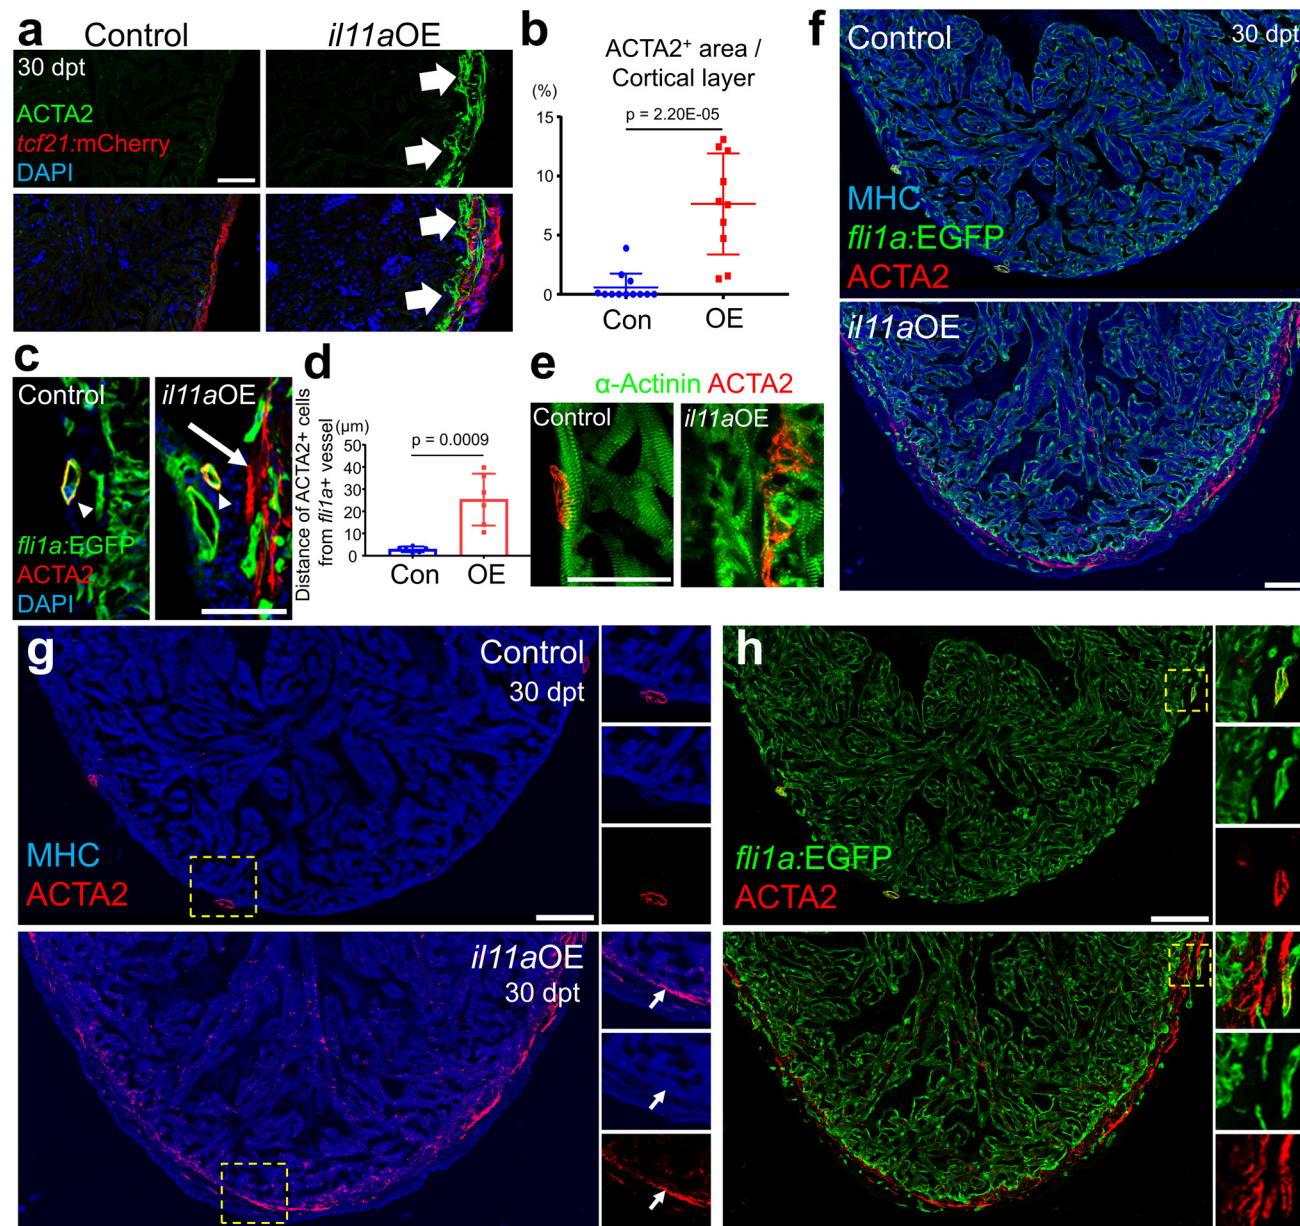 a
Control
il11aOE
30 dpt
ACTA2
tcf21:mCherry
DAPI
b
ACTA2⁺ area /
Cortical layer
(%)
p = 2.20E-05
15
10
5
0
Con
OE
c
Control
il11aOE
fli1a:EGFP
ACTA2
DAPI
d
(μm)
p = 0.0009
50
40
30
20
10
0
Distance of ACTA2+ cells
from fli1a+ vessel
Con
OE
e
α-Actinin ACTA2
Control
il11aOE
f
Control
30 dpt
MHC
fli1a:EGFP
ACTA2
il11aOE
g
Control
30 dpt
MHC
ACTA2
il11aOE
30 dpt
h
fli1a:EGFP
ACTA2